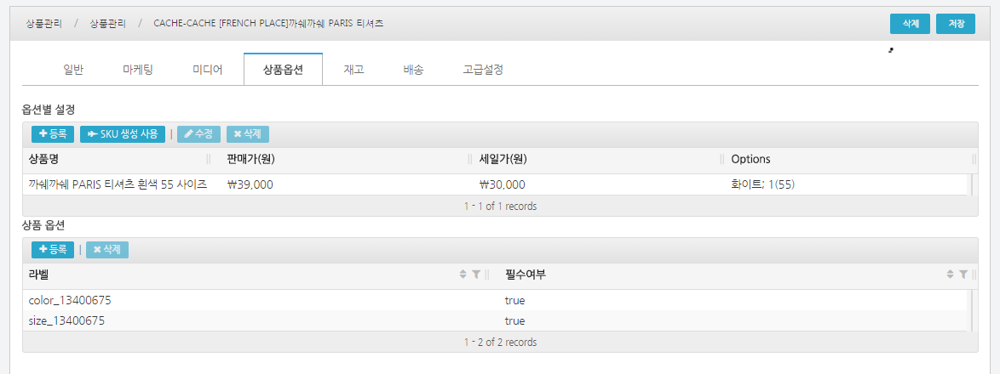 상품관리 / 상품관리 / CACHE-CACHE [FRENCH PLACE]까쉐까쉐 PARIS 티셔츠 삭제 저장
일반 마케팅 미디어 상품옵션 재고 배송 고급설정
옵션별 설정
등록 SKU 생성 사용 | 수정 삭제
상품명 판매가(원) 세일가(원) Options
까쉐까쉐 PARIS 티셔츠 흰색 55 사이즈 ₩39,000 ₩30,000 화이트; 1(55)
1 - 1 of 1 records
상품 옵션
등록 | 삭제
라벨 필수여부
color_13400675 true
size_13400675 true
1 - 2 of 2 records